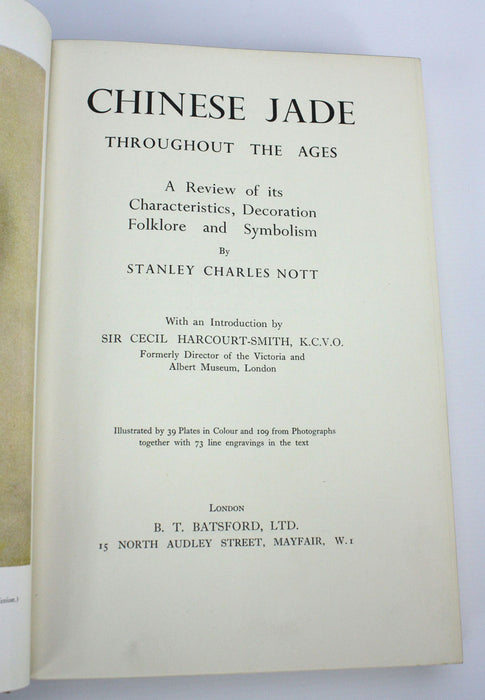 CHINESE JADE
THROUGHOUT THE AGES
A Review of its
Characteristics, Decoration
Folklore and Symbolism
By
STANLEY CHARLES NOTT
With an Introduction by
SIR CECIL HARCOURT-SMITH, K.C.V.O.
Formerly Director of the Victoria and
Albert Museum, London
Illustrated by 39 Plates in Colour and 109 from Photographs
together with 73 line engravings in the text
LONDON
B. T. BATSFORD, LTD.
15 NORTH AUDLEY STREET, MAYFAIR, W.1